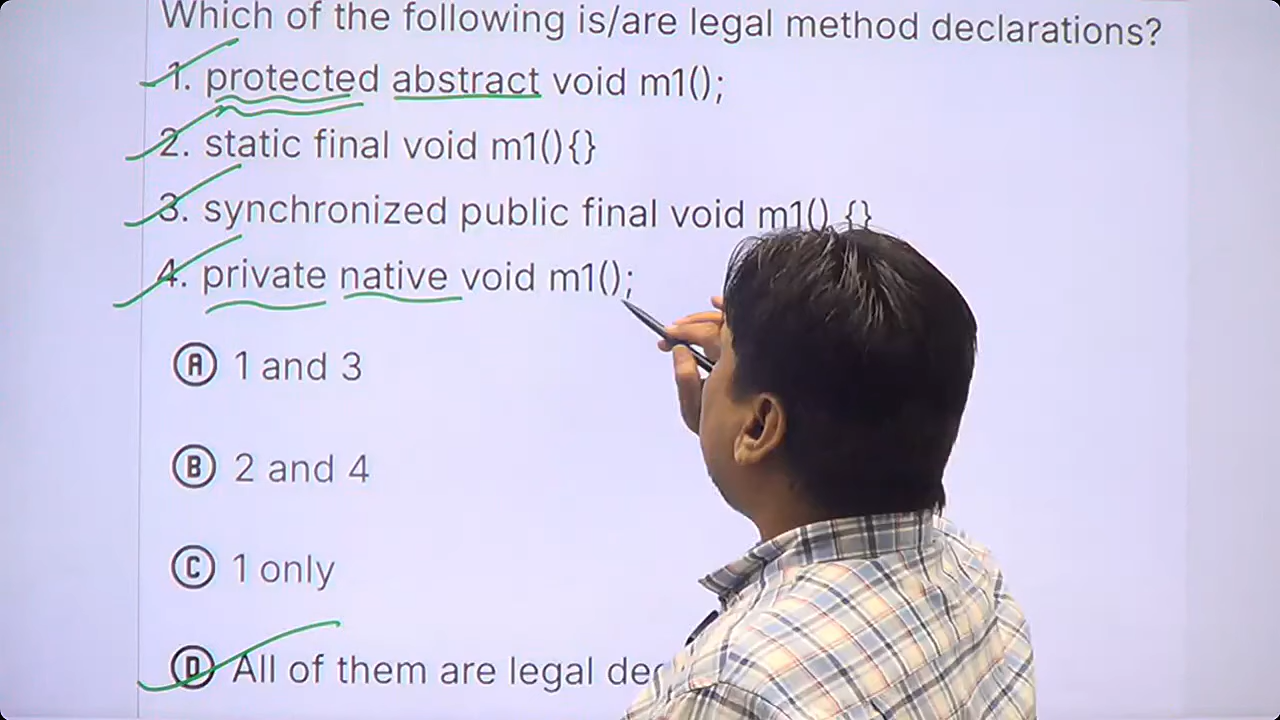 Which of the following is/are legal method declarations?
1. protected abstract void m1();
2. static final void m1(){}
3. synchronized public final void m1() {}
4. private native void m1();
A 1 and 3
B 2 and 4
C 1 only
D All of them are legal